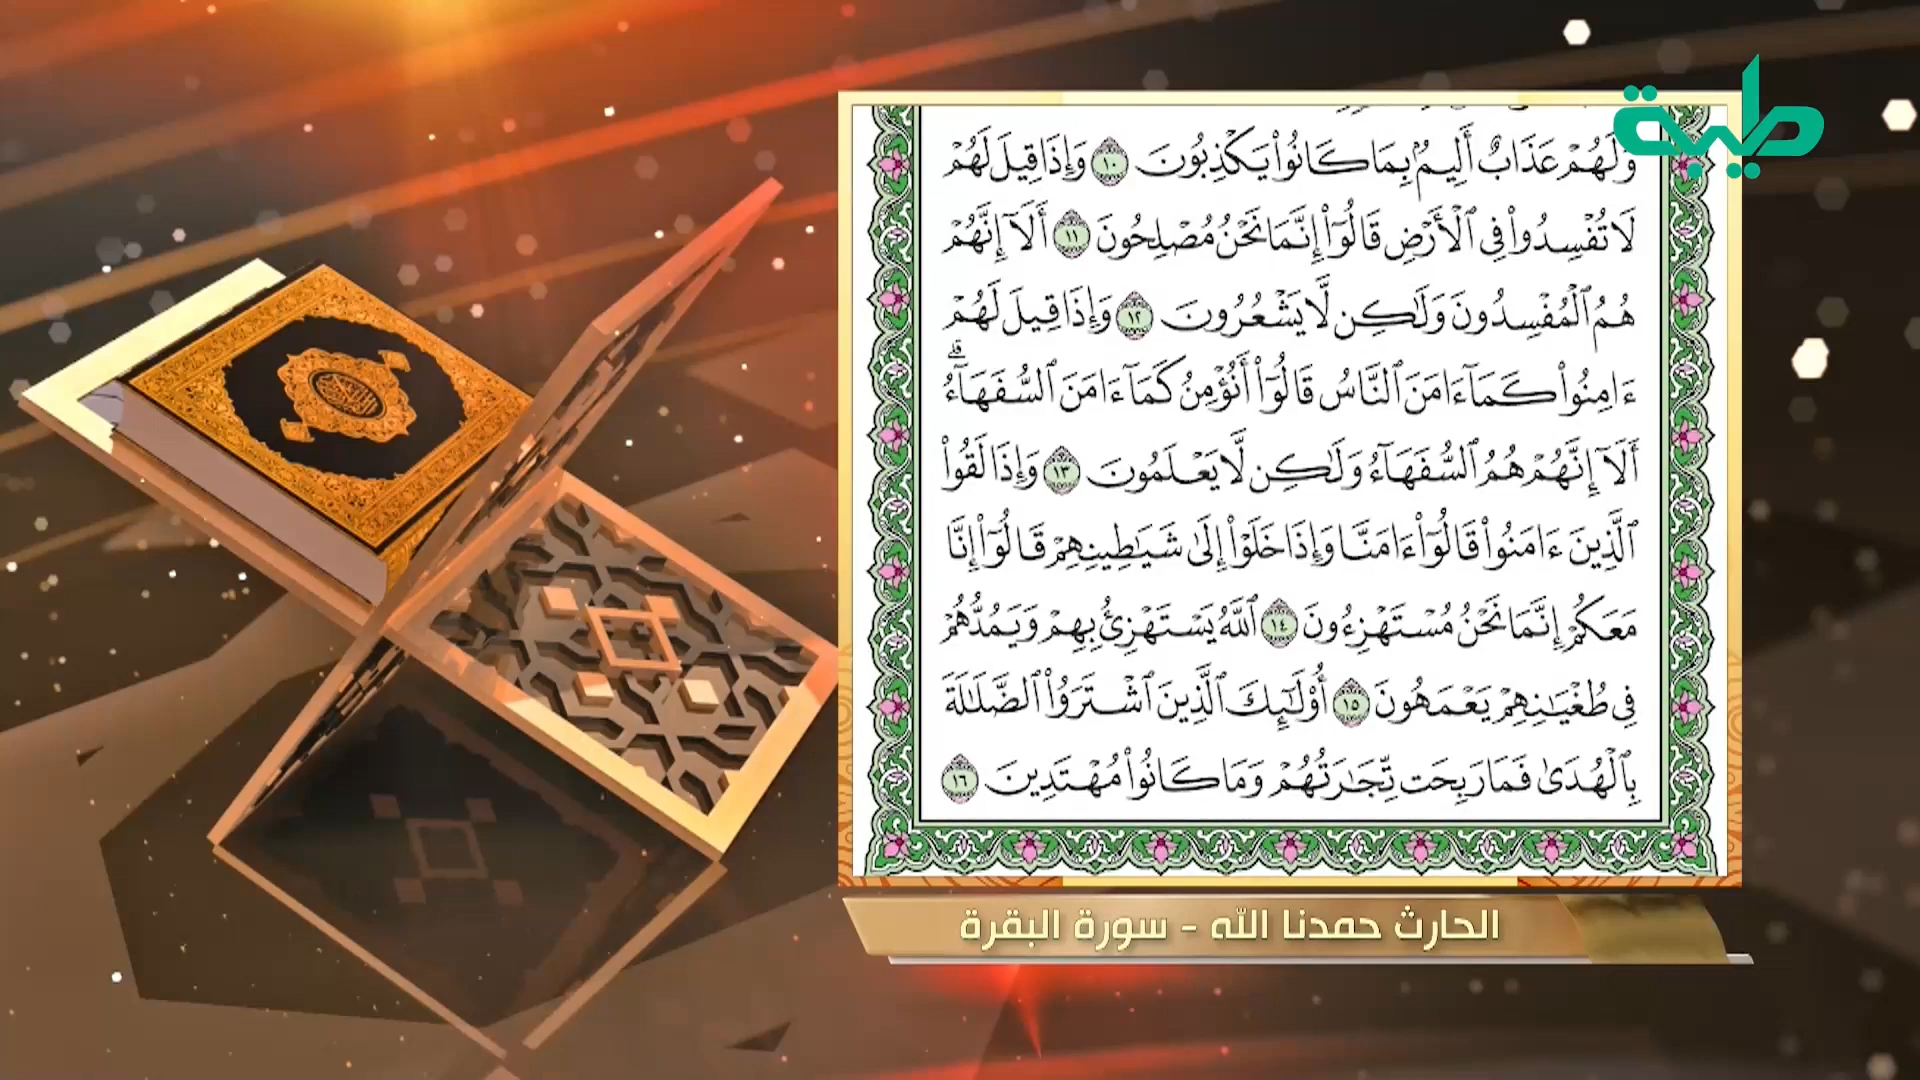 طيبة
وَلَهُمْ عَذَابٌ أَلِيمٌۢ بِمَا كَانُوا۟ يَكْذِبُونَ ١٠ وَإِذَا قِيلَ لَهُمْ
لَا تُفْسِدُوا۟ فِى ٱلْأَرْضِ قَالُوٓا۟ إِنَّمَا نَحْنُ مُصْلِحُونَ ١١ أَلَآ إِنَّهُمْ
هُمُ ٱلْمُفْسِدُونَ وَلَـٰكِن لَّا يَشْعُرُونَ ١٢ وَإِذَا قِيلَ لَهُمْ
ءَامِنُوا۟ كَمَآ ءَامَنَ ٱلنَّاسُ قَالُوٓا۟ أَنُؤْمِنُ كَمَآ ءَامَنَ ٱلسُّفَهَآءُ ۗ
أَلَآ إِنَّهُمْ هُمُ ٱلسُّفَهَآءُ وَلَـٰكِن لَّا يَعْلَمُونَ ١٣ وَإِذَا لَقُوا۟
ٱلَّذِينَ ءَامَنُوا۟ قَالُوٓا۟ ءَامَنَّا وَإِذَا خَلَوْا۟ إِلَىٰ شَيَـٰطِينِهِمْ قَالُوٓا۟ إِنَّا
مَعَكُمْ إِنَّمَا نَحْنُ مُسْتَهْزِءُونَ ١٤ ٱللَّهُ يَسْتَهْزِئُ بِهِمْ وَيَمُدُّهُمْ
فِى طُغْيَـٰنِهِمْ يَعْمَهُونَ ١٥ أُو۟لَـٰٓئِكَ ٱلَّذِينَ ٱشْتَرَوُا۟ ٱلضَّلَـٰلَةَ
بِٱلْهُدَىٰ فَمَا رَبِحَت تِّجَـٰرَتُهُمْ وَمَا كَانُوا۟ مُهْتَدِينَ ١٦
الحارث حمدنا الله - سورة البقرة